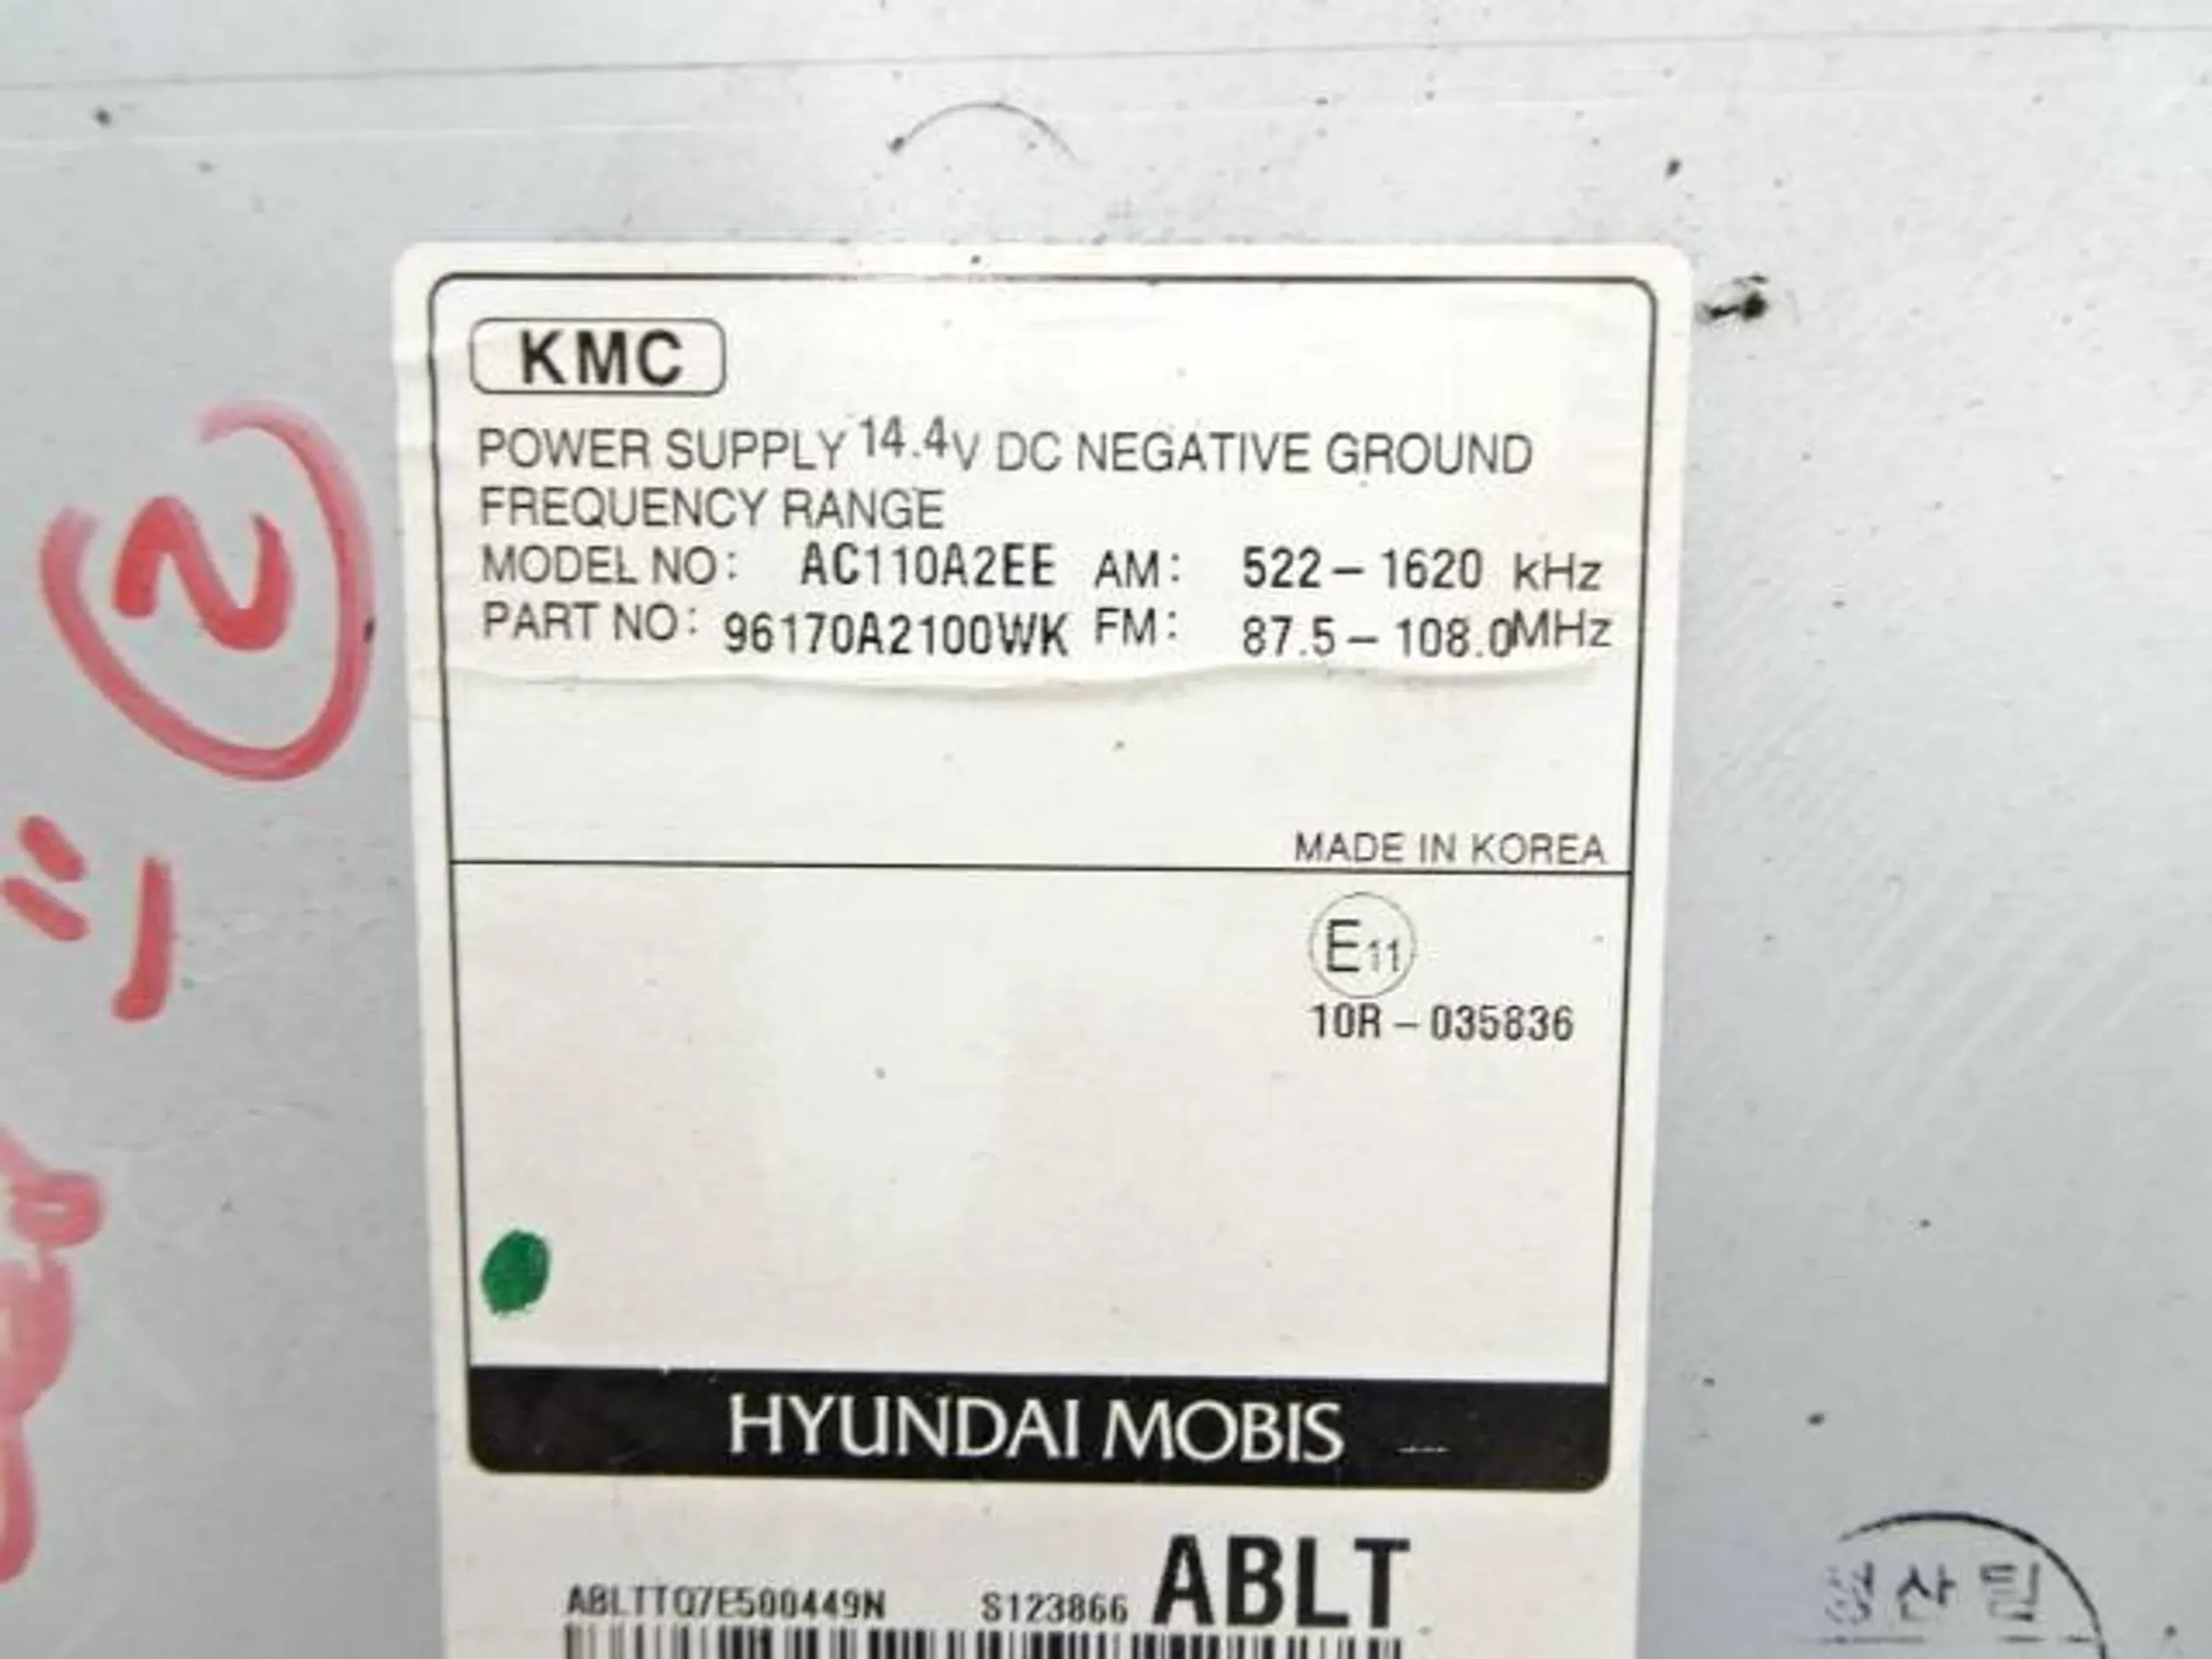 KMC
POWER SUPPLY 14.4V DC NEGATIVE GROUND
FREQUENCY RANGE
MODEL NO: AC110A2EE AM: 522-1620 kHz
PART NO: 96170A2100WK FM: 87.5-108.0MHz
MADE IN KOREA
E11
10R-035836
HYUNDAI MOBIS
ABLTTQ7E500449N S123866 ABLT
2